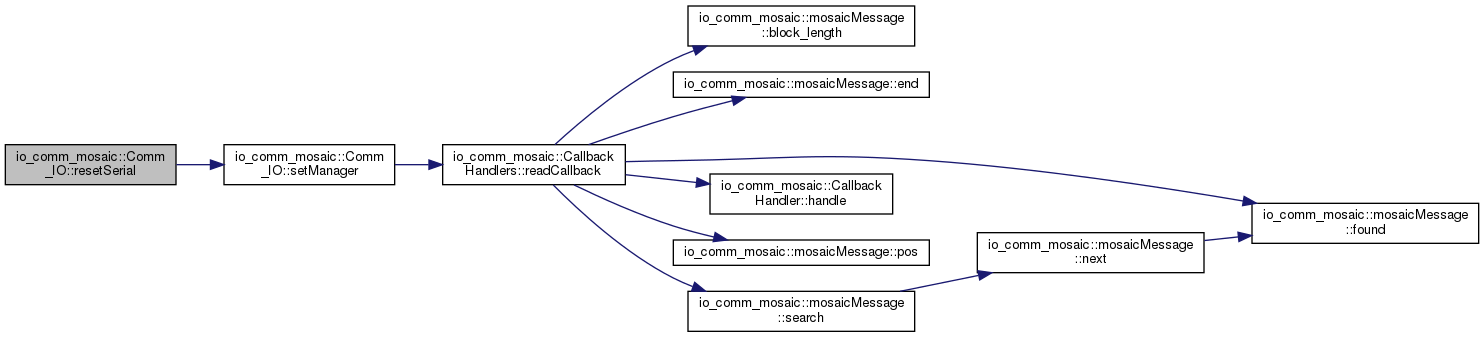 io_comm_mosaic::Comm
_IO::resetSerial
io_comm_mosaic::Comm
_IO::setManager
io_comm_mosaic::Callback
Handlers::readCallback
io_comm_mosaic::mosaicMessage
::block_length
io_comm_mosaic::mosaicMessage::end
io_comm_mosaic::Callback
Handler::handle
io_comm_mosaic::mosaicMessage::pos
io_comm_mosaic::mosaicMessage
::search
io_comm_mosaic::mosaicMessage
::next
io_comm_mosaic::mosaicMessage
::found